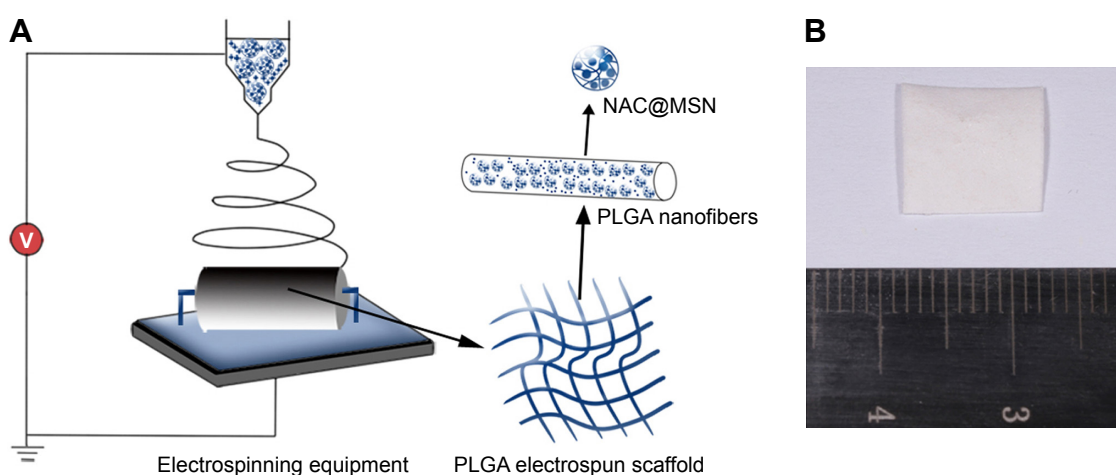 A
B
NAC@MSN
PLGA nanofibers
V
4
3
Electrospinning equipment
PLGA electrospun scaffold